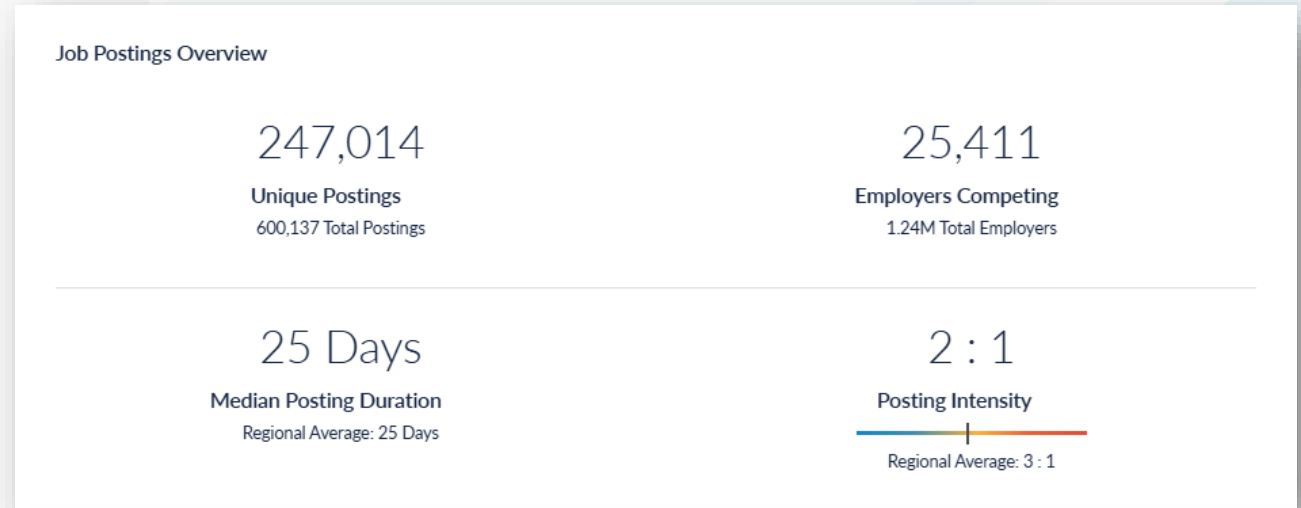 Job Postings Overview
247,014
Unique Postings
600,137 Total Postings
25,411
Employers Competing
1.24M Total Employers
25 Days
Median Posting Duration
Regional Average: 25 Days
2 : 1
Posting Intensity
Regional Average: 3 : 1